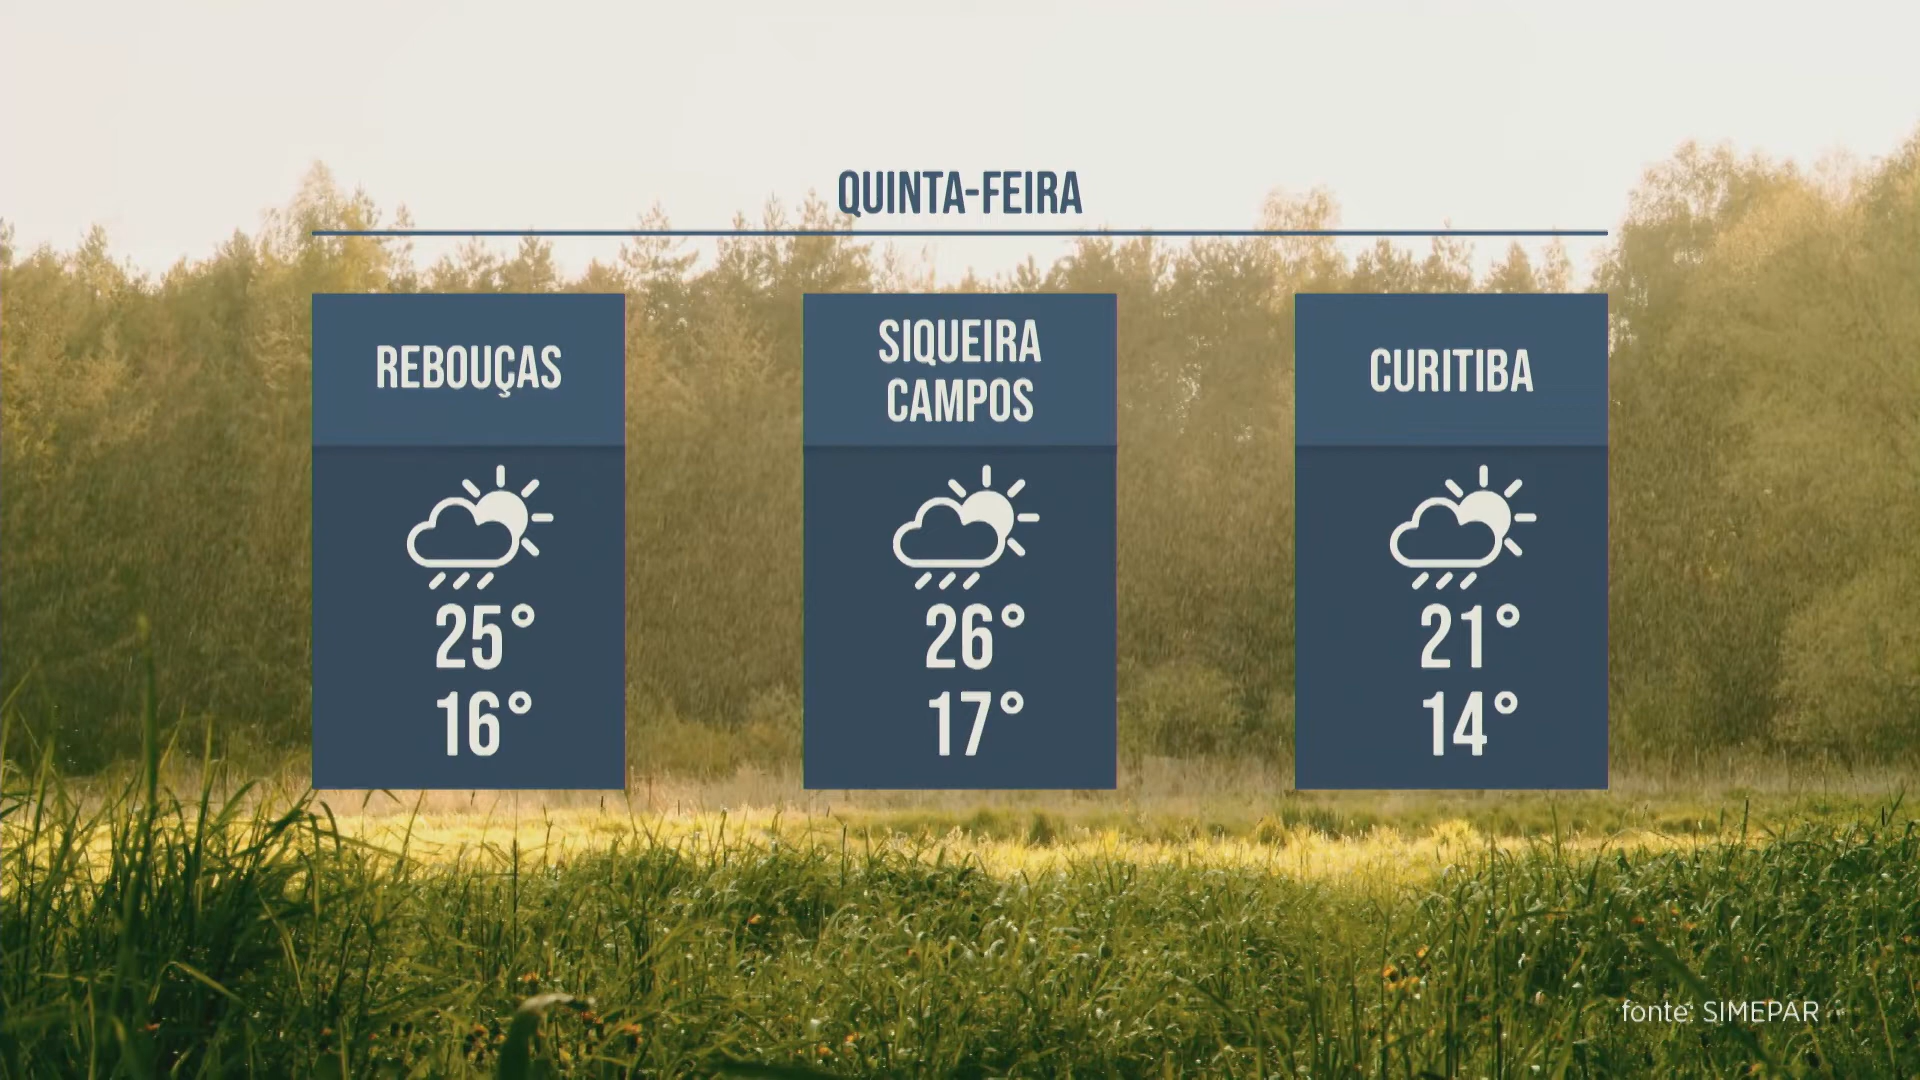 QUINTA-FEIRA
REBOUÇAS
25°
16°
SIQUEIRA
CAMPOS
26°
17°
CURITIBA
21°
14°
fonte: SIMEPAR